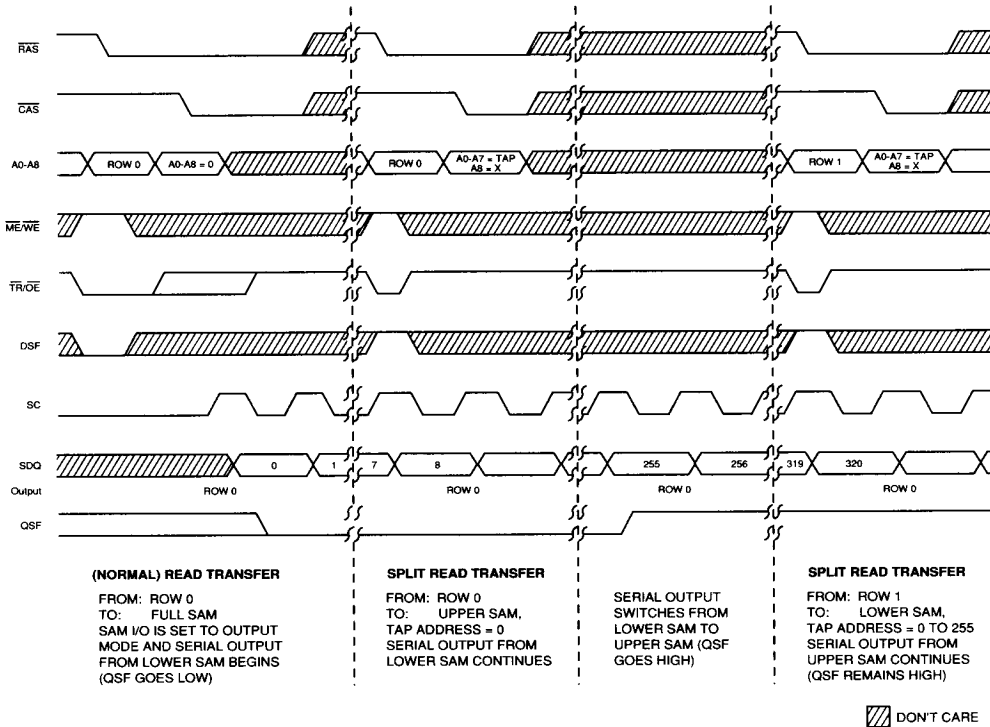 RAS
CAS
A0-A8 ROW 0 A0-A8 = 0 ROW 0 A0-A7 = TAP A8 = X ROW 1 A0-A7 = TAP A8 = X
ME/WE
TR/OE
DSF
SC
SDQ 0 1 7 8 255 256 319 320
Output ROW 0 ROW 0 ROW 0 ROW 0
QSF
(NORMAL) READ TRANSFER
FROM: ROW 0
TO: FULL SAM
SAM I/O IS SET TO OUTPUT
MODE AND SERIAL OUTPUT
FROM LOWER SAM BEGINS
(QSF GOES LOW)
SPLIT READ TRANSFER
FROM: ROW 0
TO: UPPER SAM,
TAP ADDRESS = 0
SERIAL OUTPUT FROM
LOWER SAM CONTINUES
SERIAL OUTPUT
SWITCHES FROM
LOWER SAM TO
UPPER SAM (QSF
GOES HIGH)
SPLIT READ TRANSFER
FROM: ROW 1
TO: LOWER SAM,
TAP ADDRESS = 0 TO 255
SERIAL OUTPUT FROM
UPPER SAM CONTINUES
(QSF REMAINS HIGH)
DON'T CARE